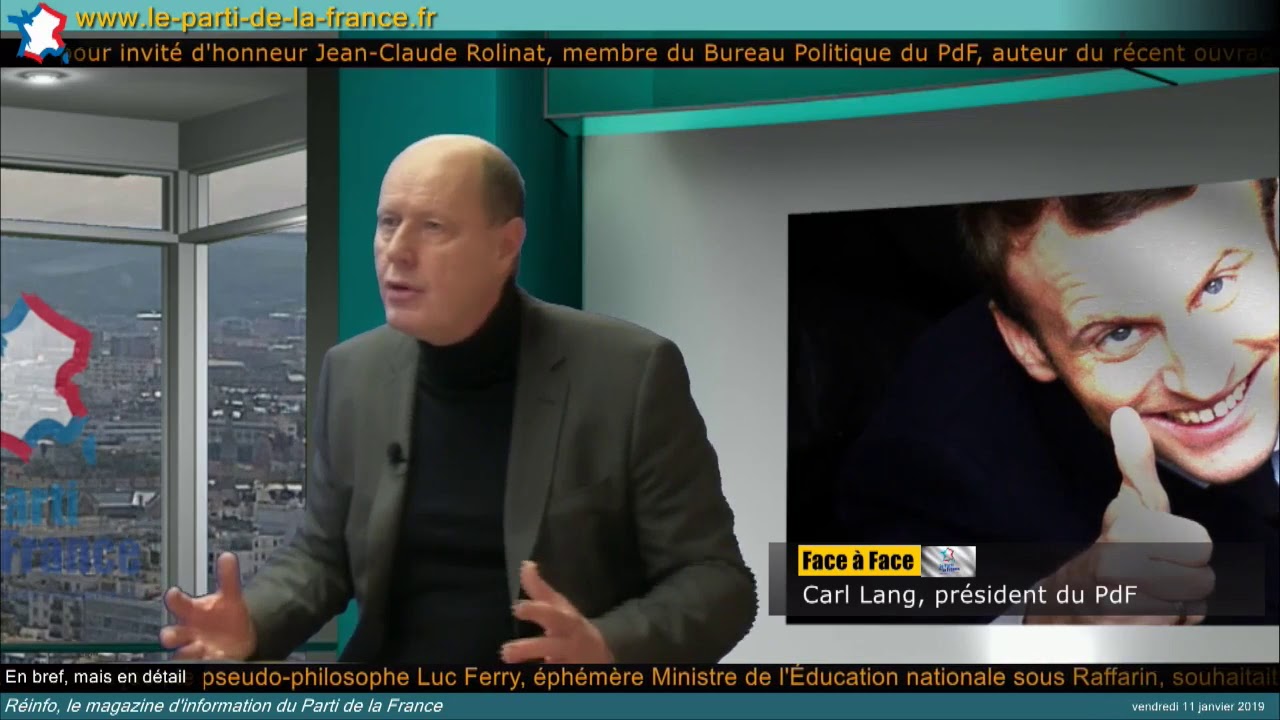 www.le-parti-de-la-france.fr
pour invité d'honneur Jean-Claude Rolinat, membre du Bureau Politique du PdF, auteur du récent
arti
france
Face à Face
Carl Lang, président du PdF
En bref, mais en détail
pseudo-philosophe Luc Ferry, éphémère Ministre de l'Éducation nationale sous Raffarin, souhaitait
Réinfo, le magazine d'information du Parti de la France
vendredi 11 janvier 2019